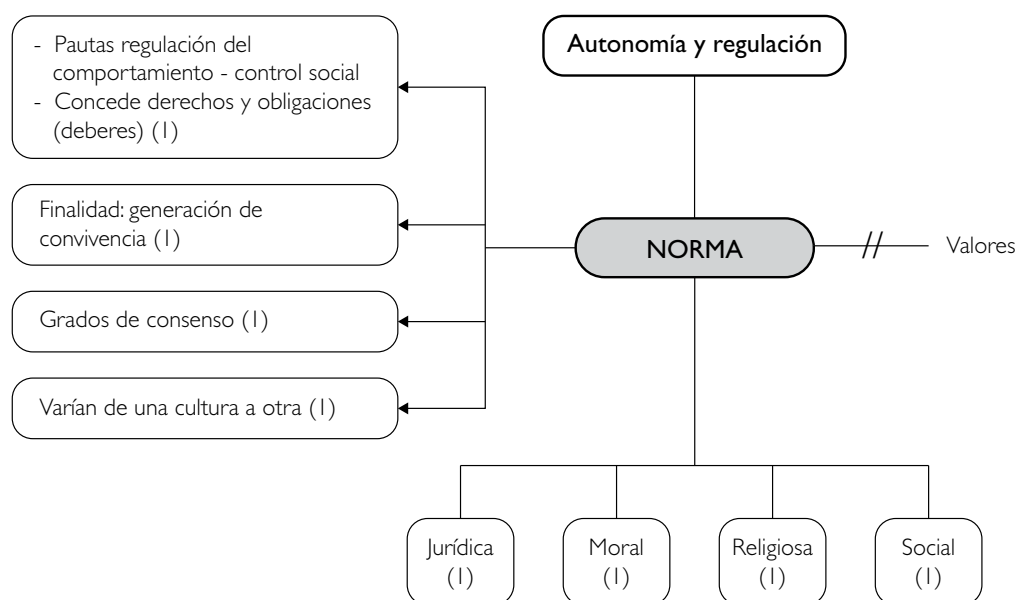 - Pautas regulación del
comportamiento - control social
- Concede derechos y obligaciones
(deberes) (1)
Autonomía y regulación
Finalidad: generación de
convivencia (1)
NORMA
Valores
Grados de consenso (1)
Varían de una cultura a otra (1)
Jurídica
(1)
Moral
(1)
Religiosa
(1)
Social
(1)